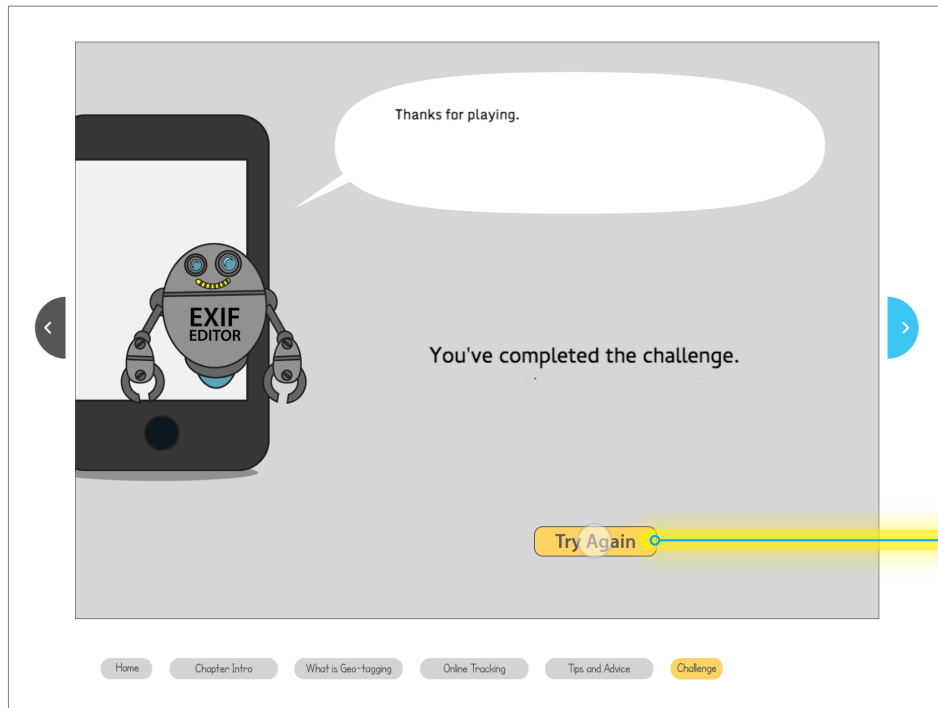 Thanks for playing.
EXIF
EDITOR
You've completed the challenge.
Try Again
Home
Chapter Intro
What is Geo-tagging
Online Tracking
Tips and Advice
Challenge